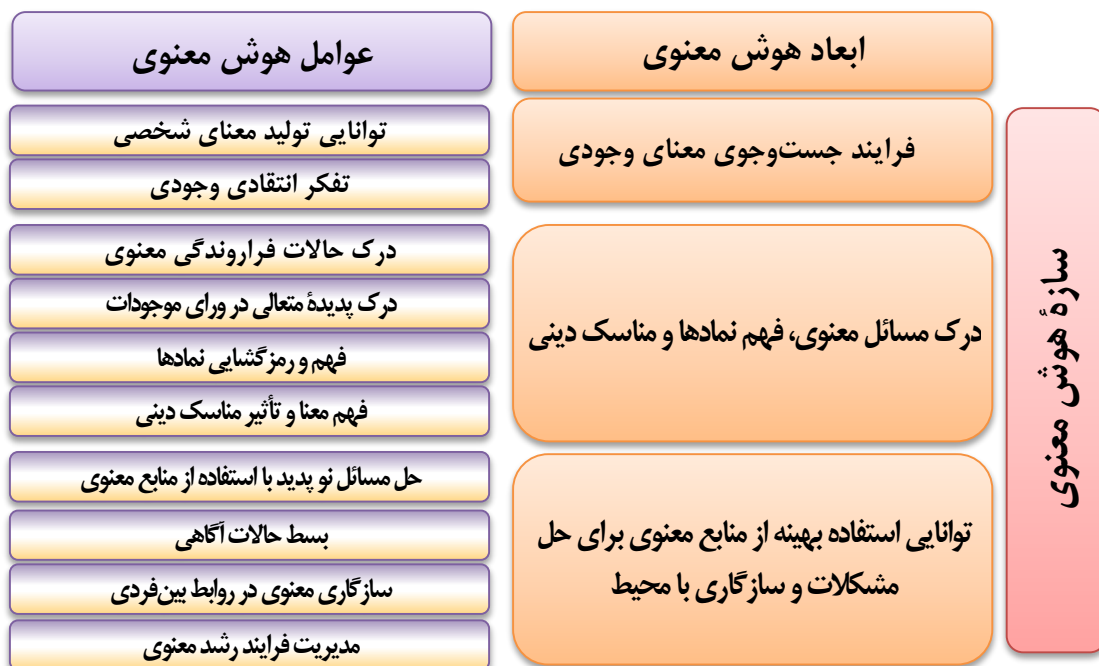 سازهٔ هوش معنوی
ابعاد هوش معنوی
عوامل هوش معنوی
فرایند جست‌وجوی معنای وجودی
توانایی تولید معنای شخصی
تفکر انتقادی وجودی
درک مسائل معنوی، فهم نمادها و مناسک دینی
درک حالات فراروندگی معنوی
درک پدیدهٔ متعالی در ورای موجودات
فهم و رمزگشایی نمادها
فهم معنا و تأثیر مناسک دینی
توانایی استفاده بهینه از منابع معنوی برای حل
مشکلات و سازگاری با محیط
حل مسائل نو پدید با استفاده از منابع معنوی
بسط حالات آگاهی
سازگاری معنوی در روابط بین‌فردی
مدیریت فرایند رشد معنوی